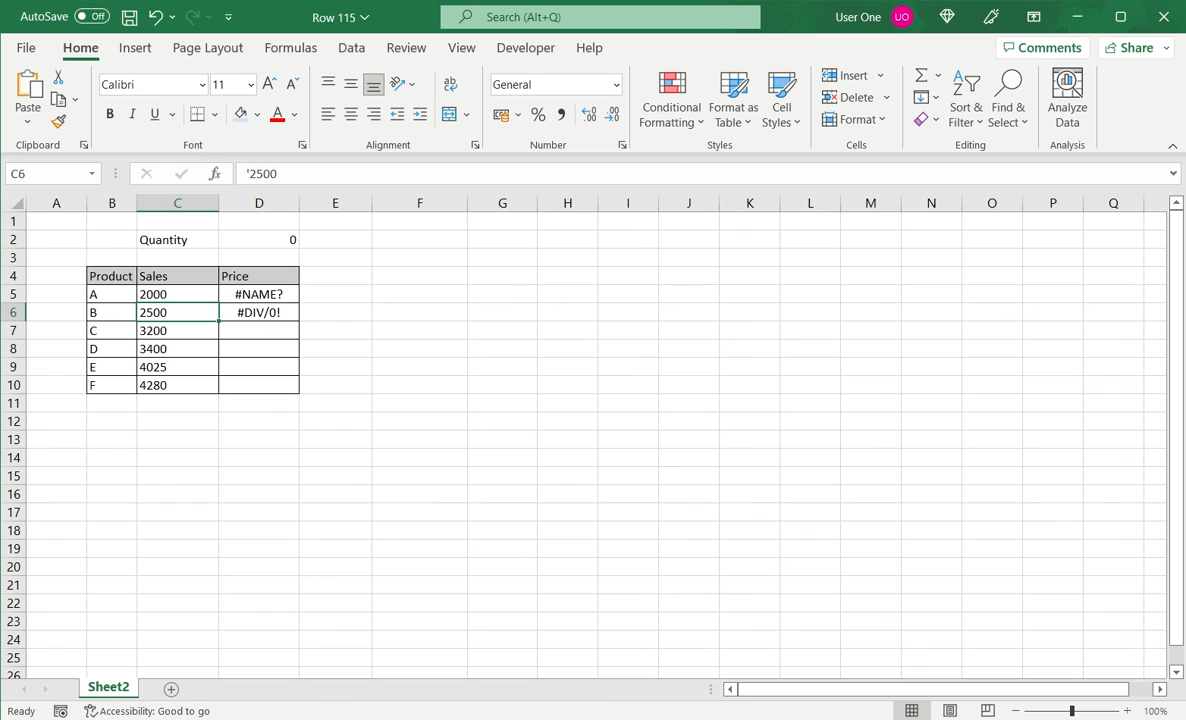 AutoSave Off Row 115 Search (Alt+Q) User One UO
File Home Insert Page Layout Formulas Data Review View Developer Help Comments Share
Paste Calibri 11 General Conditional Formatting Format as Table Cell Styles Insert Delete Format Sort & Filter Find & Select Analyze Data
Clipboard Font Alignment Number Styles Cells Editing Analysis
C6 fx '2500
A B C D E F G H I J K L M N O P Q
1
2 Quantity 0
3
4 Product Sales Price
5 A 2000 #NAME?
6 B 2500 #DIV/0!
7 C 3200
8 D 3400
9 E 4025
10 F 4280
11
12
13
14
15
16
17
18
19
20
21
22
23
24
25
26
Sheet2
Ready Accessibility: Good to go 100%